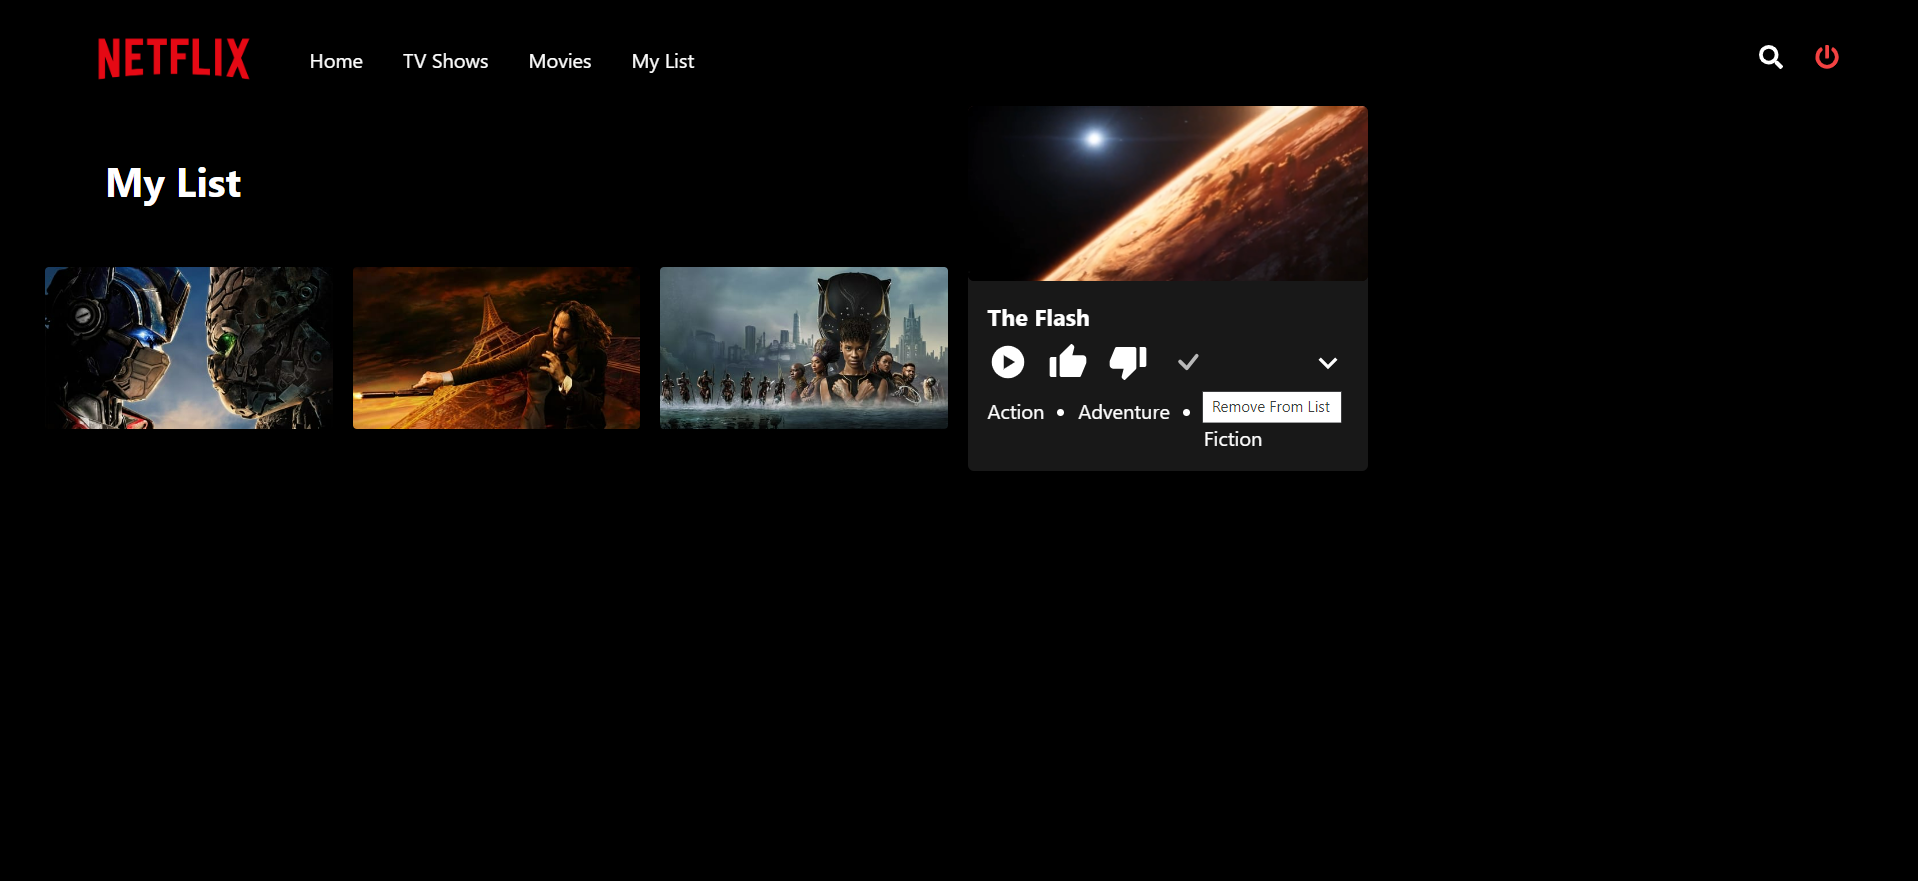 NETFLIX Home TV Shows Movies My List
My List
The Flash
Action • Adventure •
Remove From List
Fiction